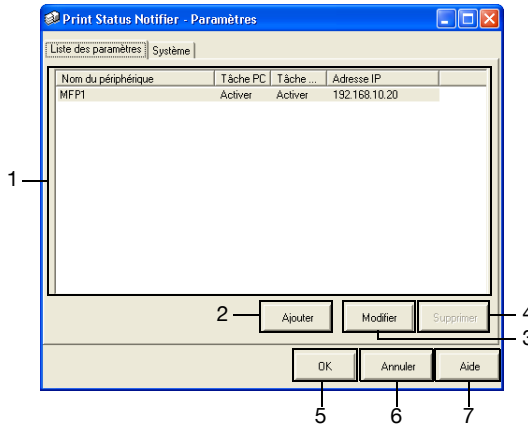 Print Status Notifier - Paramètres
Liste des paramètres Système
Nom du périphérique Tâche PC Tâche ... Adresse IP
MFP1 Activer Activer 192.168.10.20
1
2 Ajouter Modifier Supprimer 4
3
OK Annuler Aide
5 6 7